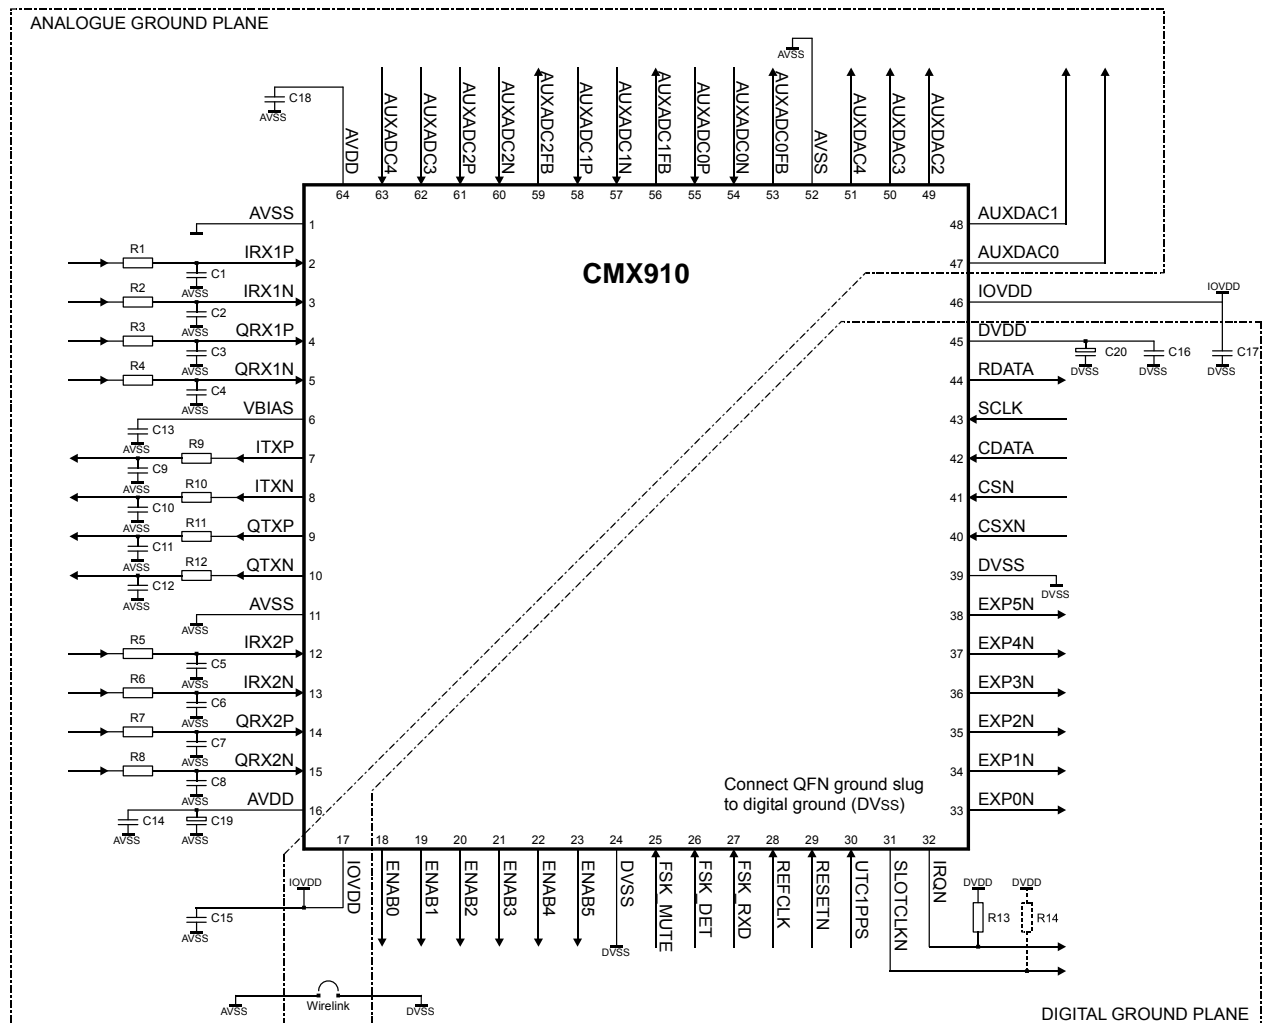 ANALOGUE GROUND PLANE
AVSS
C18
AVSS
AVDD
AUXADC4
AUXADC3
AUXADC2P
AUXADC2N
AUXADC2FB
AUXADC1P
AUXADC1N
AUXADC1FB
AUXADC0P
AUXADC0N
AUXADC0FB
AVSS
AUXDAC4
AUXDAC3
AUXDAC2
64 63 62 61 60 59 58 57 56 55 54 53 52 51 50 49
CMX910
AVSS 1
R1 IRX1P 2
C1
AVSS
R2 IRX1N 3
C2
AVSS
R3 QRX1P 4
C3
AVSS
R4 QRX1N 5
C4
AVSS
VBIAS 6
C13
AVSS
R9 ITXP 7
C9
AVSS
R10 ITXN 8
C10
AVSS
R11 QTXP 9
C11
AVSS
R12 QTXN 10
C12
AVSS
AVSS 11
AVSS
R5 IRX2P 12
C5
AVSS
R6 IRX2N 13
C6
AVSS
R7 QRX2P 14
C7
AVSS
R8 QRX2N 15
C8
AVSS
AVDD 16
C14 C19
AVSS AVSS
48 AUXDAC1
47 AUXDAC0
46 IOVDD
IOVDD
45 DVDD
C20 C16 C17
DVSS DVSS DVSS
44 RDATA
43 SCLK
42 CDATA
41 CSN
40 CSXN
39 DVSS
DVSS
38 EXP5N
37 EXP4N
36 EXP3N
35 EXP2N
34 EXP1N
33 EXP0N
Connect QFN ground slug
to digital ground (DVss)
17 18 19 20 21 22 23 24 25 26 27 28 29 30 31 32
IOVDD
ENAB0
ENAB1
ENAB2
ENAB3
ENAB4
ENAB5
DVSS
FSK_MUTE
FSK_DET
FSK_RXD
REFCLK
RESETN
UTC1PPS
SLOTCLKN
IRQN
IOVDD
C15
AVSS
DVSS
DVDD DVDD
R13 R14
AVSS Wirelink DVSS
DIGITAL GROUND PLANE